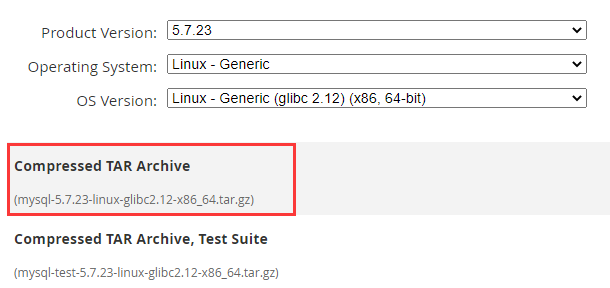 Product Version: 5.7.23
Operating System: Linux - Generic
OS Version: Linux - Generic (glibc 2.12) (x86, 64-bit)
Compressed TAR Archive
(mysql-5.7.23-linux-glibc2.12-x86_64.tar.gz)
Compressed TAR Archive, Test Suite
(mysql-test-5.7.23-linux-glibc2.12-x86_64.tar.gz)